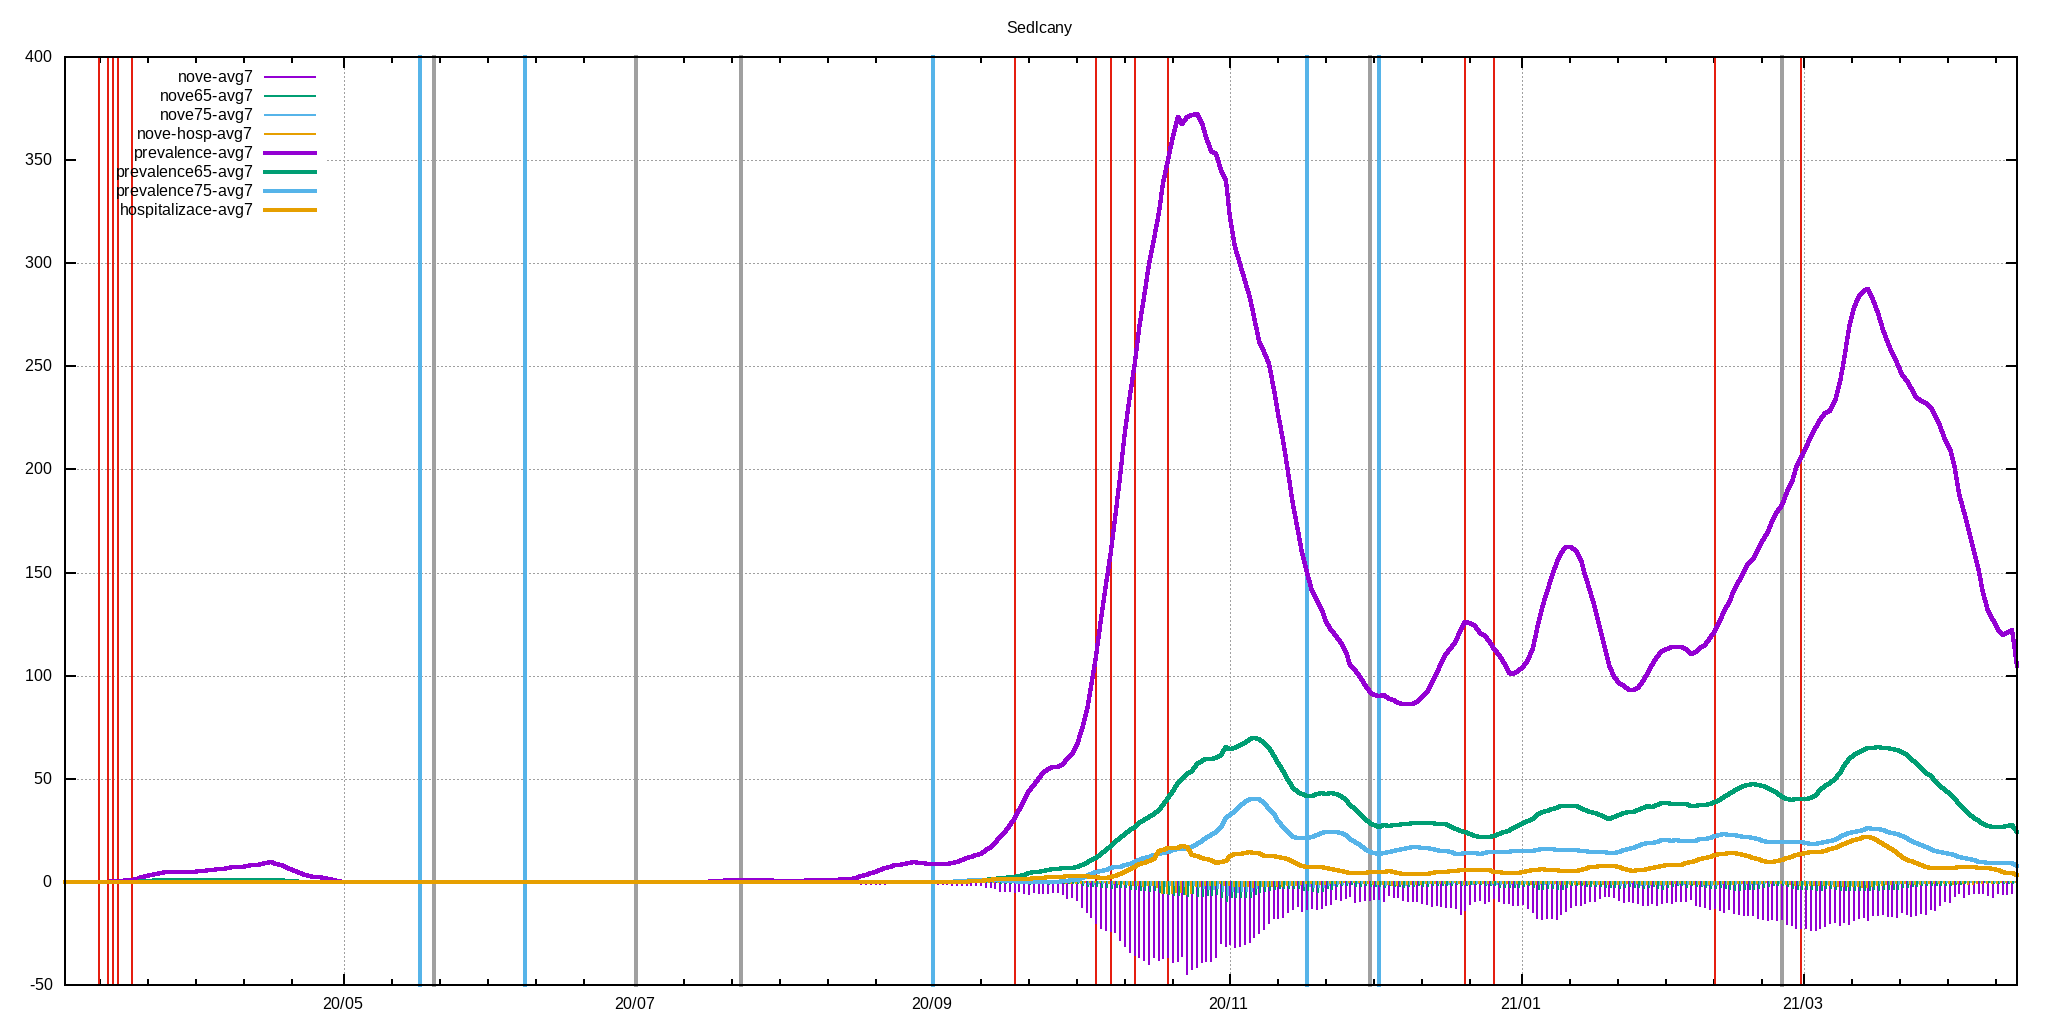 Sedlcany
400
350
300
250
200
150
100
50
0
-50
nove-avg7
nove65-avg7
nove75-avg7
nove-hosp-avg7
prevalence-avg7
prevalence65-avg7
prevalence75-avg7
hospitalizace-avg7
20/05
20/07
20/09
20/11
21/01
21/03